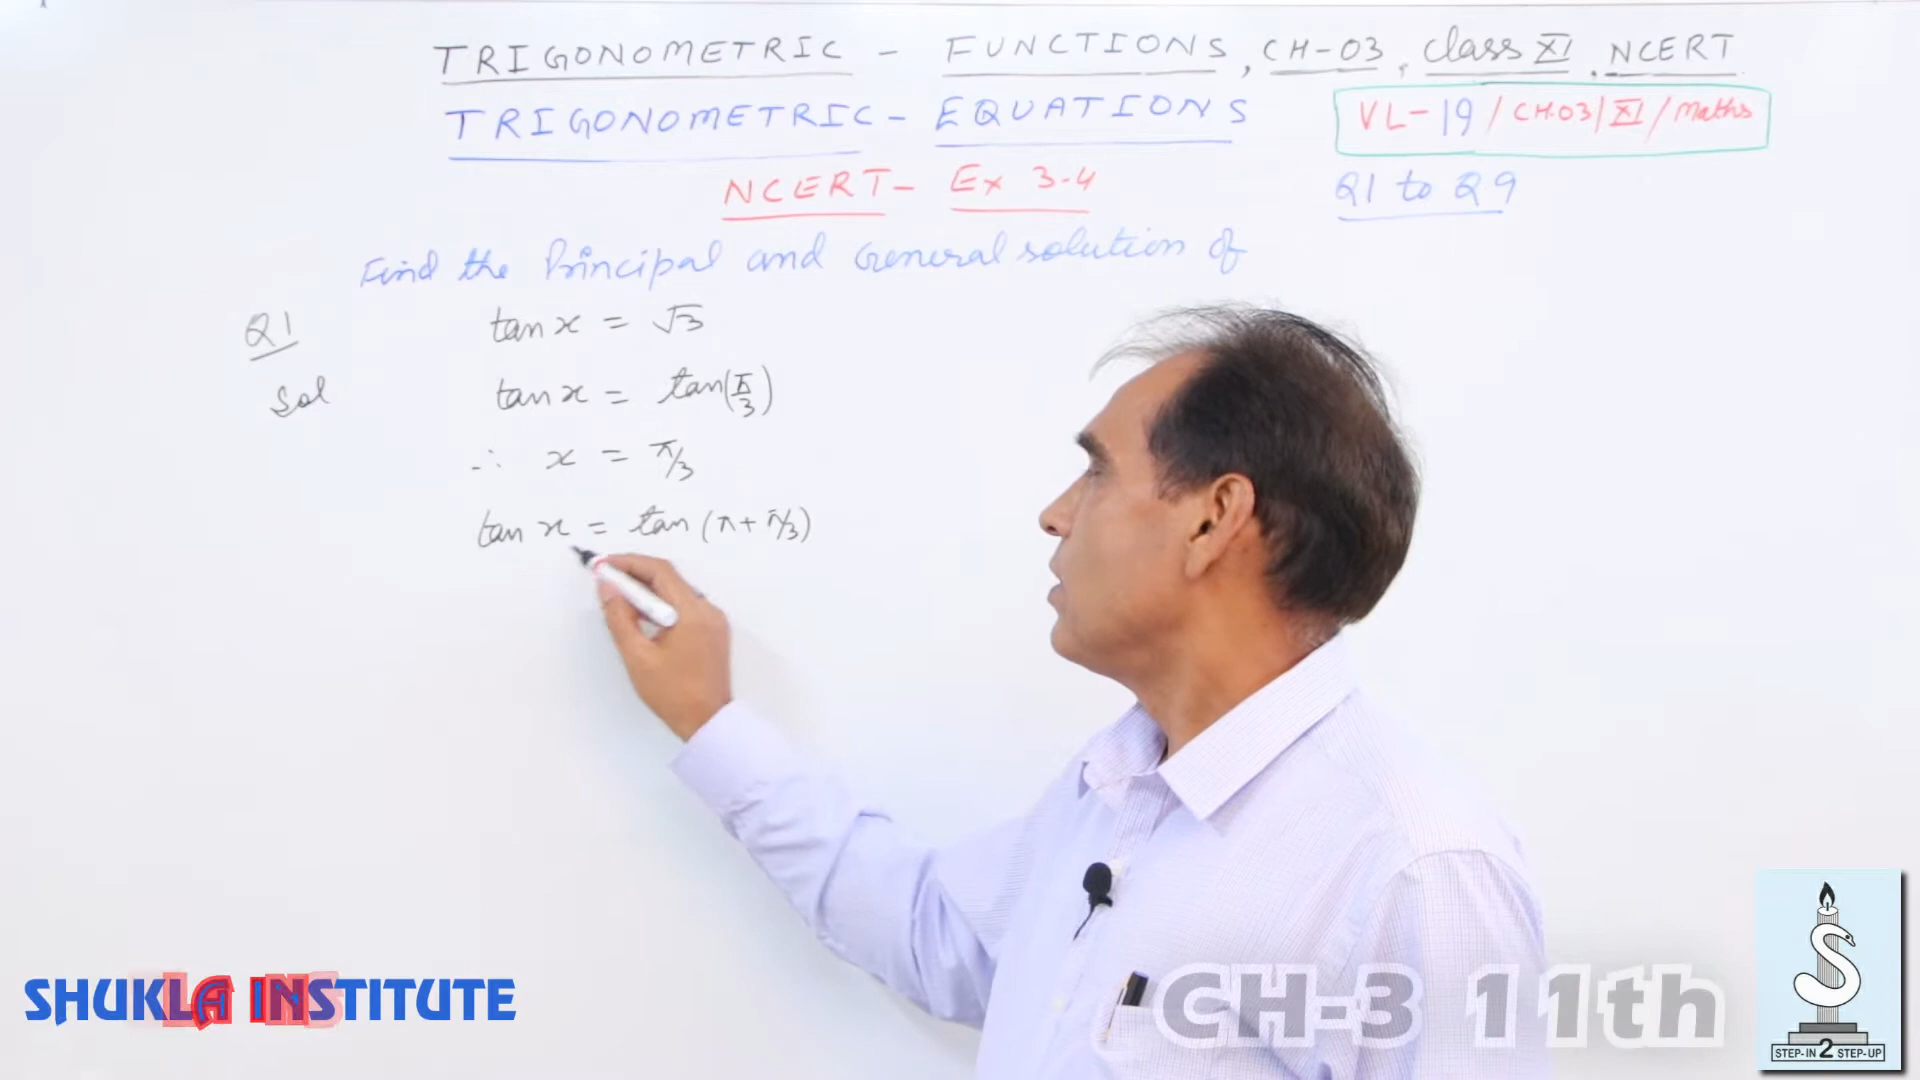 TRIGONOMETRIC - FUNCTIONS, CH-03, Class XI, NCERT
TRIGONOMETRIC - EQUATIONS
VL-19/CH.03/XI/Maths
NCERT- Ex 3.4
Q1 to Q9
Find the Principal and General solution of
Q1 tan x = √3
Sol tan x = tan(π/3)
∴ x = π/3
tan x = tan (π + π/3)
SHUKLA INSTITUTE
CH-3 11th
S
STEP-IN 2 STEP-UP